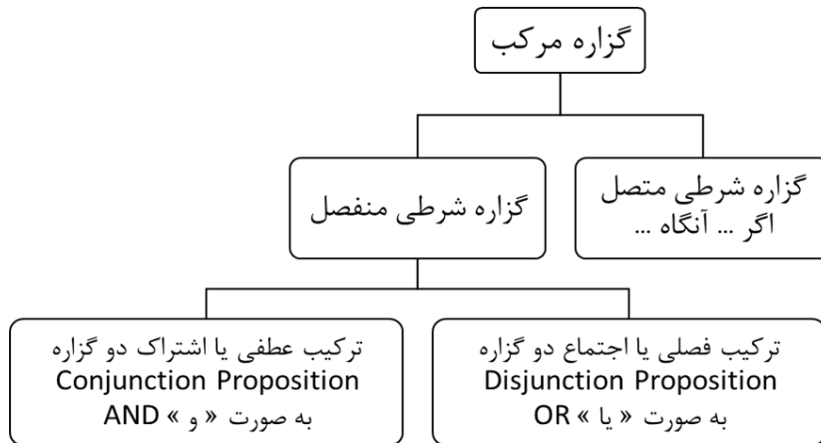 گزاره مرکب
گزاره شرطی متصل
اگر ... آنگاه ...
گزاره شرطی منفصل
ترکیب فصلی یا اجتماع دو گزاره
Disjunction Proposition
به صورت « یا » OR
ترکیب عطفی یا اشتراک دو گزاره
Conjunction Proposition
به صورت « و » AND